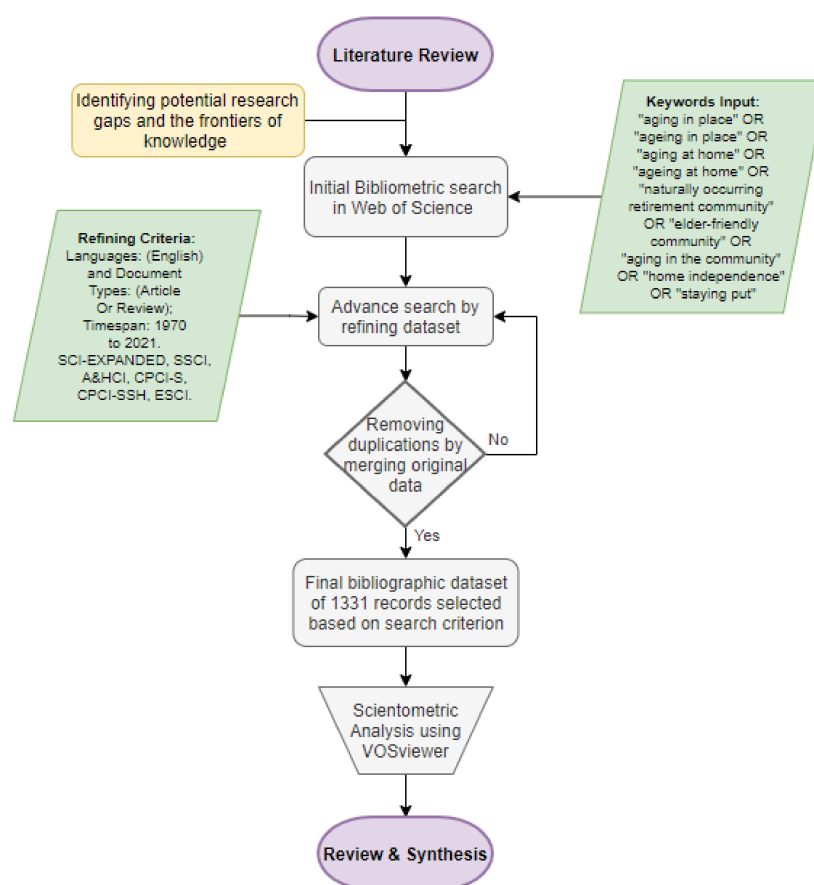 Literature Review
Identifying potential research
gaps and the frontiers of
knowledge
Keywords Input:
"aging in place" OR
"ageing in place" OR
"aging at home" OR
"ageing at home" OR
"naturally occurring
retirement community"
OR "elder-friendly
community" OR
"aging in the community"
OR "home independence"
OR "staying put"
Initial Bibliometric search
in Web of Science
Refining Criteria:
Languages: (English)
and Document
Types: (Article
Or Review);
Timespan: 1970
to 2021.
SCI-EXPANDED, SSCI,
A&HCI, CPCI-S,
CPCI-SSH, ESCI.
Advance search by
refining dataset
Removing
duplications by
merging original
data
No
Yes
Final bibliographic dataset
of 1331 records selected
based on search criterion
Scientometric
Analysis using
VOSviewer
Review & Synthesis